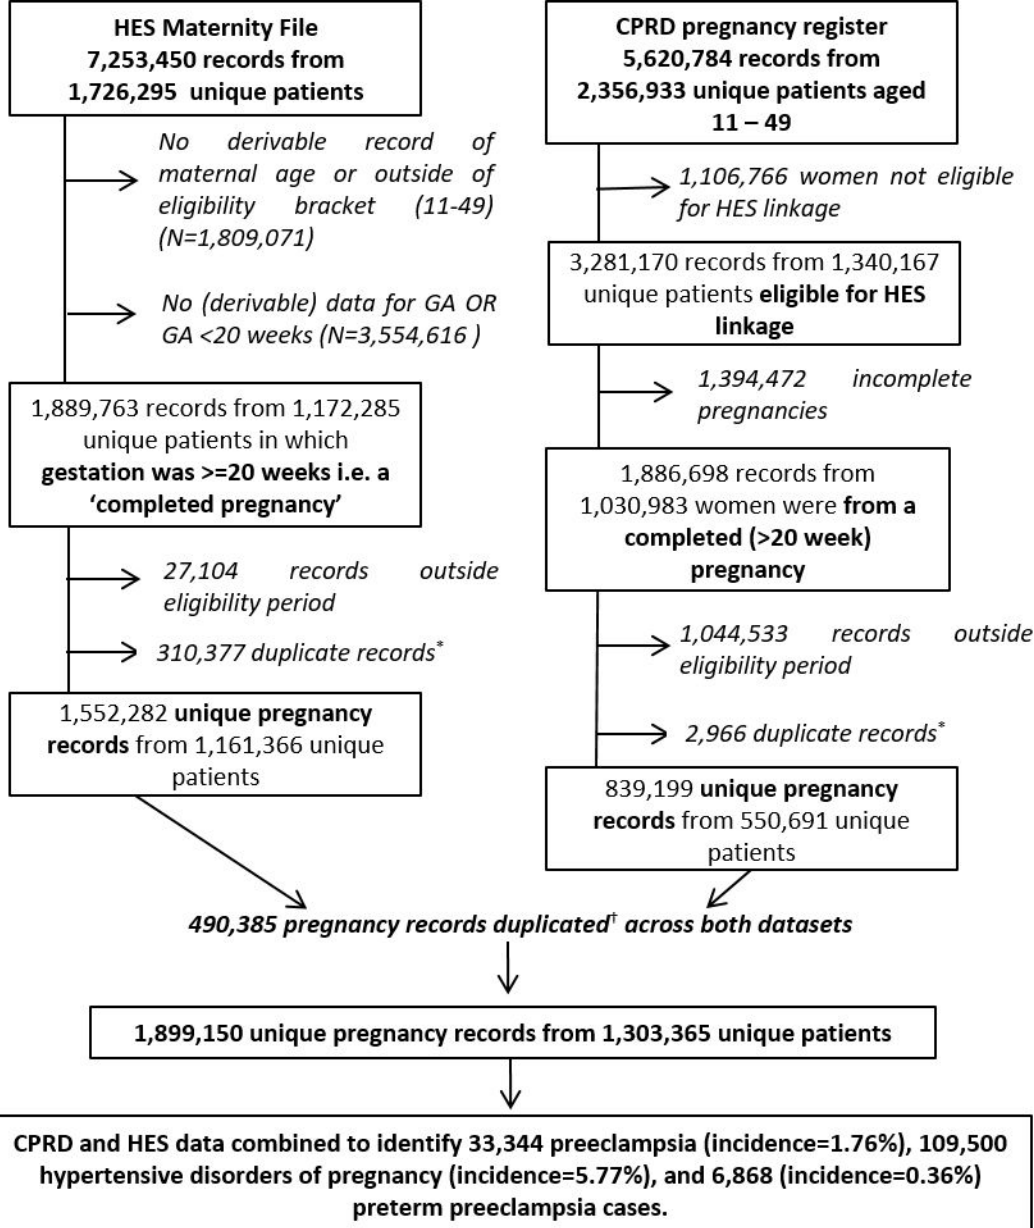 HES Maternity File
7,253,450 records from
1,726,295 unique patients
No derivable record of
maternal age or outside of
eligibility bracket (11-49)
(N=1,809,071)
No (derivable) data for GA OR
GA <20 weeks (N=3,554,616 )
1,889,763 records from 1,172,285
unique patients in which
gestation was >=20 weeks i.e. a
‘completed pregnancy’
27,104 records outside
eligibility period
310,377 duplicate records*
1,552,282 unique pregnancy
records from 1,161,366 unique
patients
CPRD pregnancy register
5,620,784 records from
2,356,933 unique patients aged
11 – 49
1,106,766 women not eligible
for HES linkage
3,281,170 records from 1,340,167
unique patients eligible for HES
linkage
1,394,472 incomplete
pregnancies
1,886,698 records from
1,030,983 women were from a
completed (>20 week)
pregnancy
1,044,533 records outside
eligibility period
2,966 duplicate records*
839,199 unique pregnancy
records from 550,691 unique
patients
490,385 pregnancy records duplicated† across both datasets
1,899,150 unique pregnancy records from 1,303,365 unique patients
CPRD and HES data combined to identify 33,344 preeclampsia (incidence=1.76%), 109,500
hypertensive disorders of pregnancy (incidence=5.77%), and 6,868 (incidence=0.36%)
preterm preeclampsia cases.